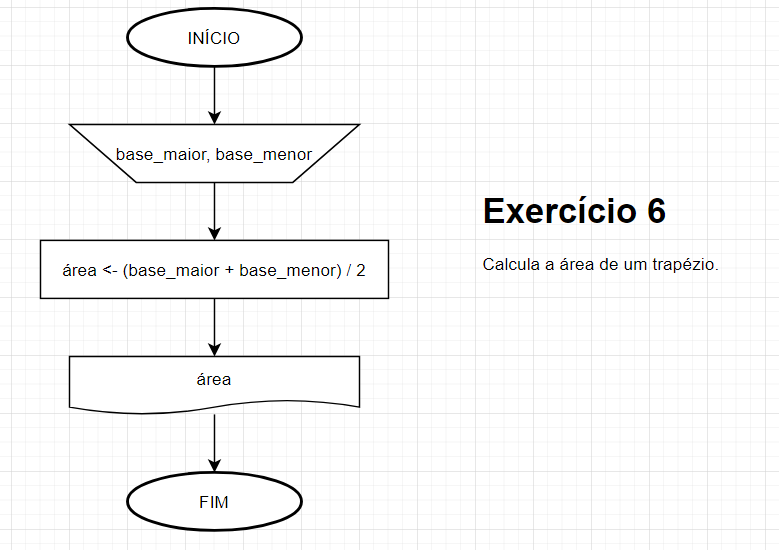 INÍCIO
base_maior, base_menor
área <- (base_maior + base_menor) / 2
área
FIM
Exercício 6
Calcula a área de um trapézio.